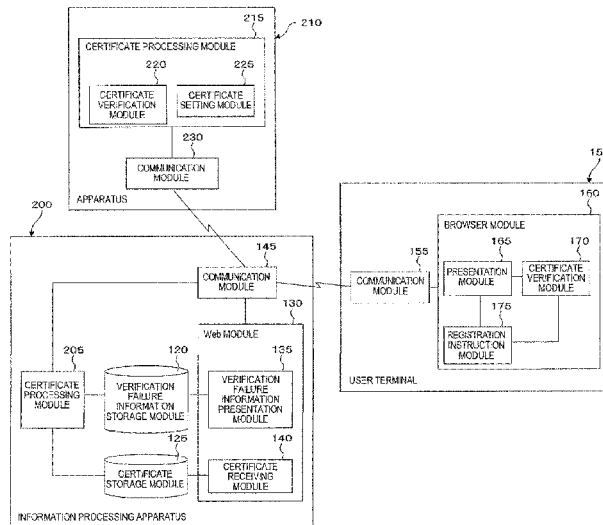 215
210
CERTIFICATE PROCESSING MODULE
220
225
CERTIFICATE
VERIFICATION
MODULE
CERTIFICATE
SETTING MODULE
230
COMMUNICATION
MODULE
APPARATUS
200
145
COMMUNICATION
MODULE
130
Web MODULE
205
120
135
CERTIFICATE
PROCESSING
MODULE
VERIFICATION
FAILURE
INFORMATION
STORAGE MODULE
VERIFICATION
FAILURE
INFORMATION
PRESENTATION
MODULE
125
140
CERTIFICATE
STORAGE MODULE
CERTIFICATE
RECEIVING
MODULE
INFORMATION PROCESSING APPARATUS
15
160
BROWSER MODULE
155
165
170
COMMUNICATION
MODULE
PRESENTATION
MODULE
CERTIFICATE
VERIFICATION
MODULE
175
REGISTRATION
INSTRUCTION
MODULE
USER TERMINAL